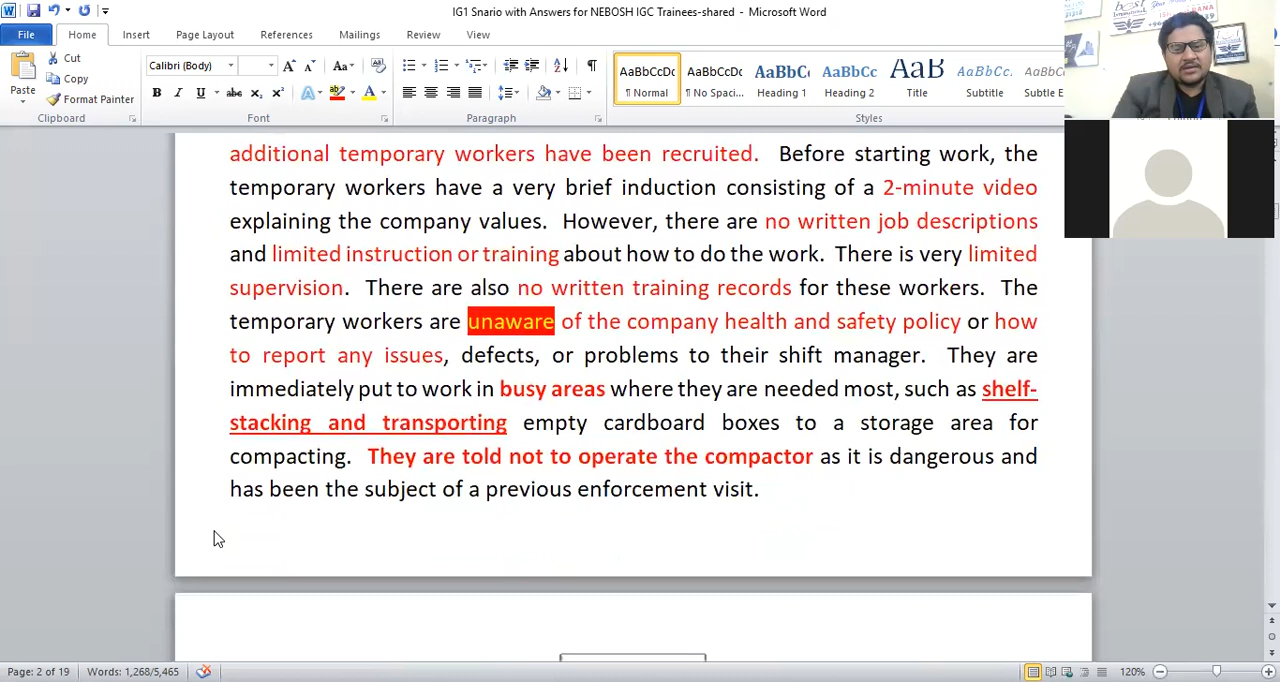 IG1 Snario with Answers for NEBOSH IGC Trainees-shared - Microsoft Word
File Home Insert Page Layout References Mailings Review View
Paste
Cut
Copy
Format Painter
Clipboard
Calibri (Body)
Font
Paragraph
AaBbCcDc AaBbCcDc AaBbC AaBbCc AaB AaBbCc. AaBbC
¶ Normal ¶ No Spaci... Heading 1 Heading 2 Title Subtitle Subtle E
Styles
additional temporary workers have been recruited. Before starting work, the
temporary workers have a very brief induction consisting of a 2-minute video
explaining the company values. However, there are no written job descriptions
and limited instruction or training about how to do the work. There is very limited
supervision. There are also no written training records for these workers. The
temporary workers are unaware of the company health and safety policy or how
to report any issues, defects, or problems to their shift manager. They are
immediately put to work in busy areas where they are needed most, such as shelf-
stacking and transporting empty cardboard boxes to a storage area for
compacting. They are told not to operate the compactor as it is dangerous and
has been the subject of a previous enforcement visit.
Page: 2 of 19 Words: 1,268/5,465 120%